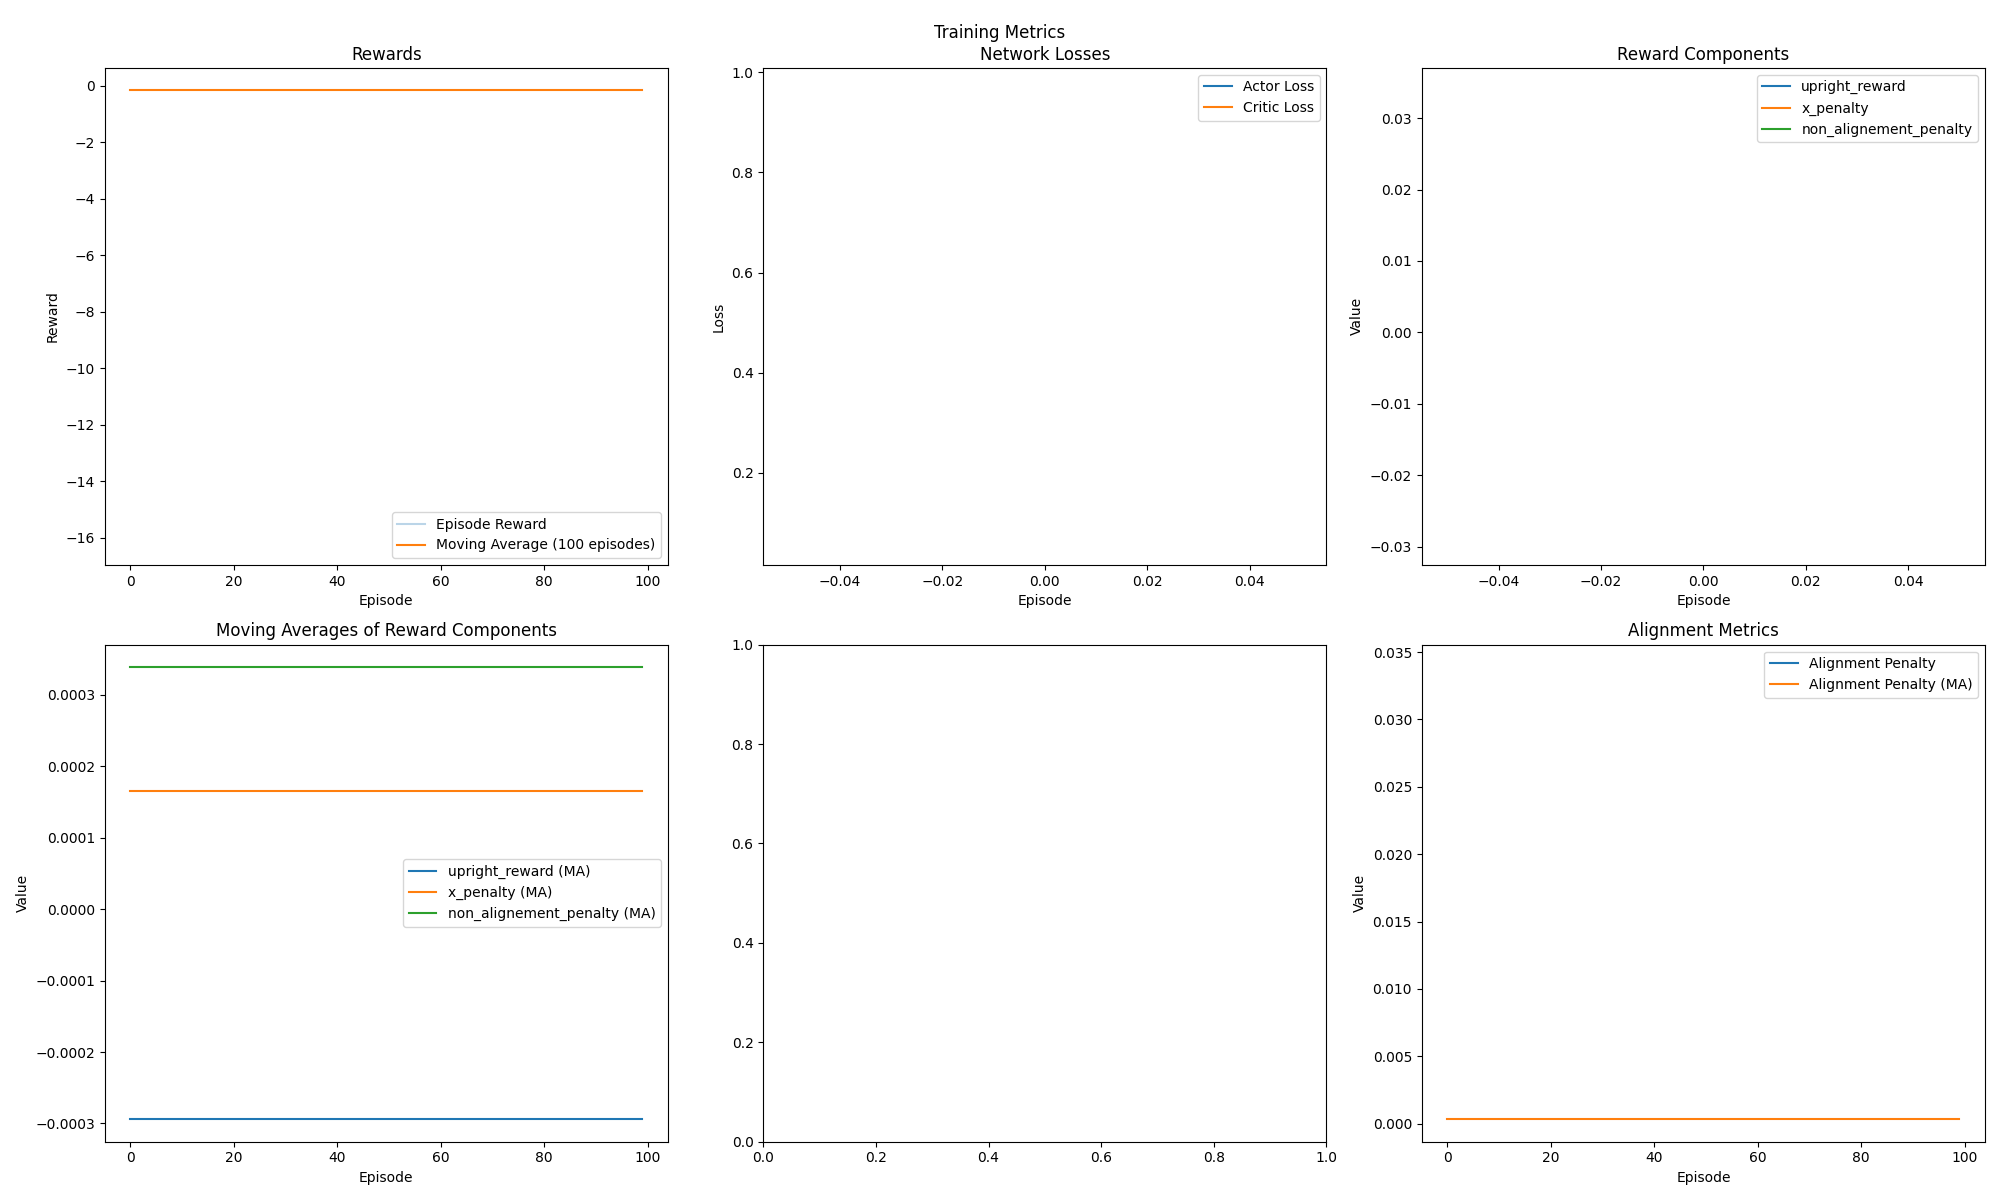 Training Metrics
Rewards
0
−2
−4
−6
−8
−10
−12
−14
−16
Reward
Episode Reward
Moving Average (100 episodes)
0 20 40 60 80 100
Episode
Network Losses
1.0
0.8
0.6
0.4
0.2
Loss
Actor Loss
Critic Loss
−0.04 −0.02 0.00 0.02 0.04
Episode
Reward Components
0.03
0.02
0.01
0.00
−0.01
−0.02
−0.03
Value
upright_reward
x_penalty
non_alignement_penalty
−0.04 −0.02 0.00 0.02 0.04
Episode
Moving Averages of Reward Components
0.0003
0.0002
0.0001
0.0000
−0.0001
−0.0002
−0.0003
Value
upright_reward (MA)
x_penalty (MA)
non_alignement_penalty (MA)
0 20 40 60 80 100
Episode
1.0
0.8
0.6
0.4
0.2
0.0
0.0 0.2 0.4 0.6 0.8 1.0
Alignment Metrics
0.035
0.030
0.025
0.020
0.015
0.010
0.005
0.000
Value
Alignment Penalty
Alignment Penalty (MA)
0 20 40 60 80 100
Episode